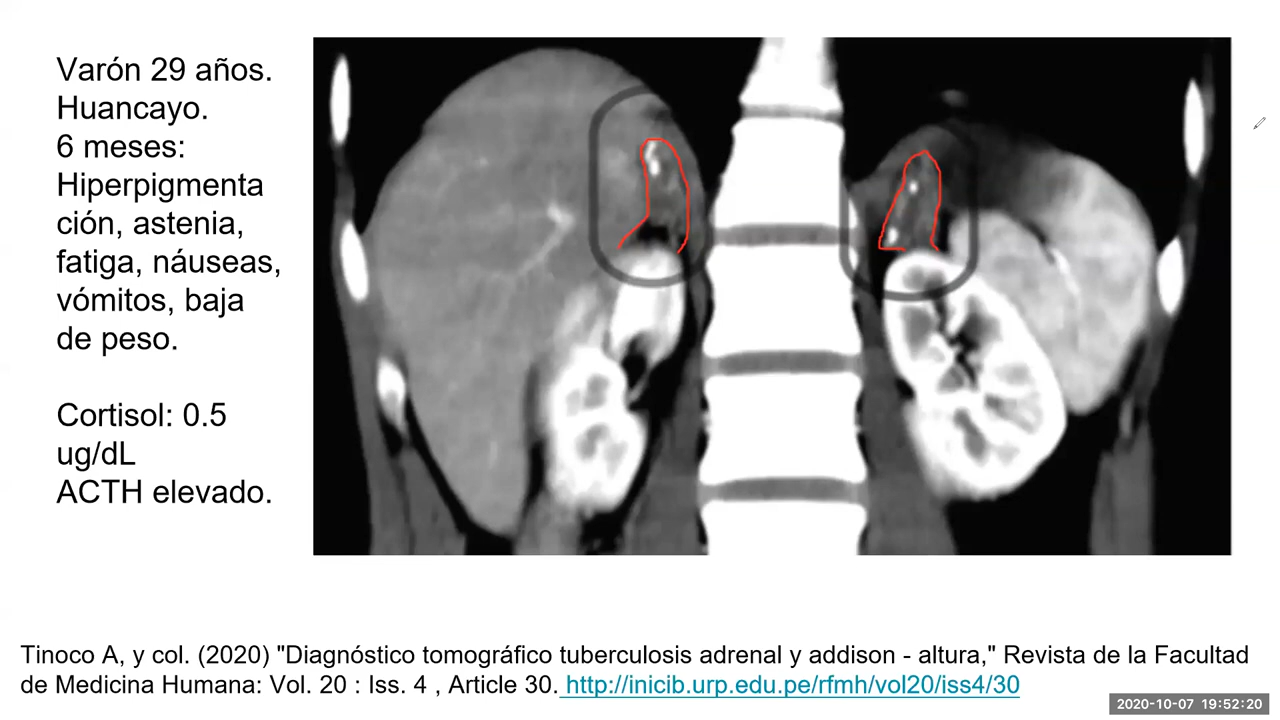 Varón 29 años.
Huancayo.
6 meses:
Hiperpigmenta
ción, astenia,
fatiga, náuseas,
vómitos, baja
de peso.
Cortisol: 0.5
ug/dL
ACTH elevado.
Tinoco A, y col. (2020) "Diagnóstico tomográfico tuberculosis adrenal y addison - altura," Revista de la Facultad
de Medicina Humana: Vol. 20 : Iss. 4 , Article 30. http://inicib.urp.edu.pe/rfmh/vol20/iss4/30
2020-10-07 19:52:20